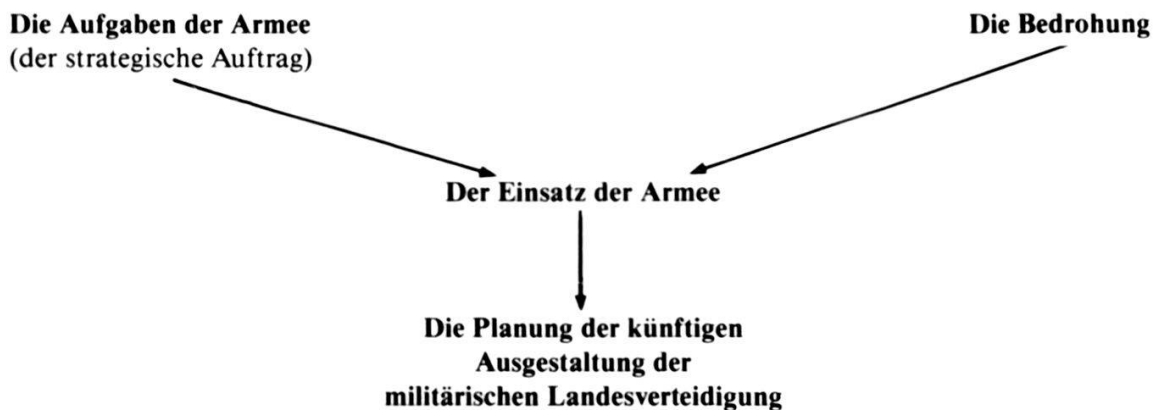 Die Aufgaben der Armee
(der strategische Auftrag)
Die Bedrohung
Der Einsatz der Armee
Die Planung der künftigen
Ausgestaltung der
militärischen Landesverteidigung